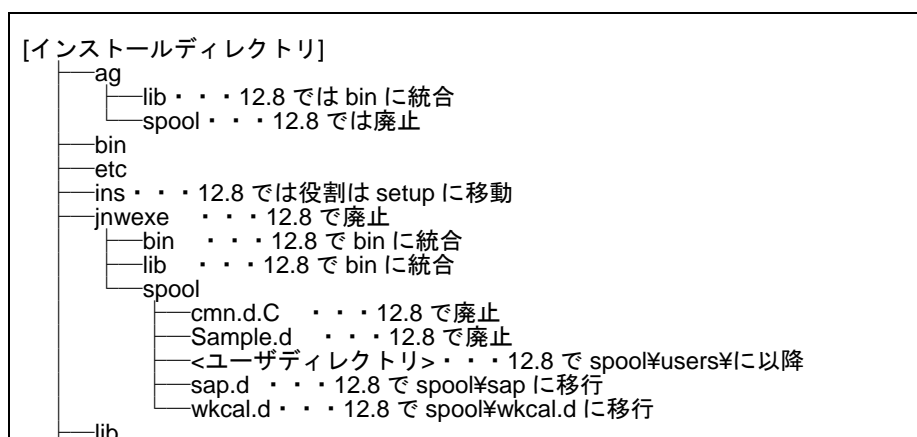 [インストールディレクトリ]
ag
lib・・・12.8 では bin に統合
spool・・・12.8 では廃止
bin
etc
ins・・・12.8 では役割は setup に移動
jnwexe ・・・12.8 で廃止
bin ・・・12.8 で bin に統合
lib ・・・12.8 で bin に統合
spool
cmn.d.C ・・・12.8 で廃止
Sample.d ・・・12.8 で廃止
<ユーザディレクトリ>・・・12.8 で spool¥users¥に以降
sap.d ・・・12.8 で spool¥sap に移行
wkcal.d・・・12.8 で spool¥wkcal.d に移行
lib